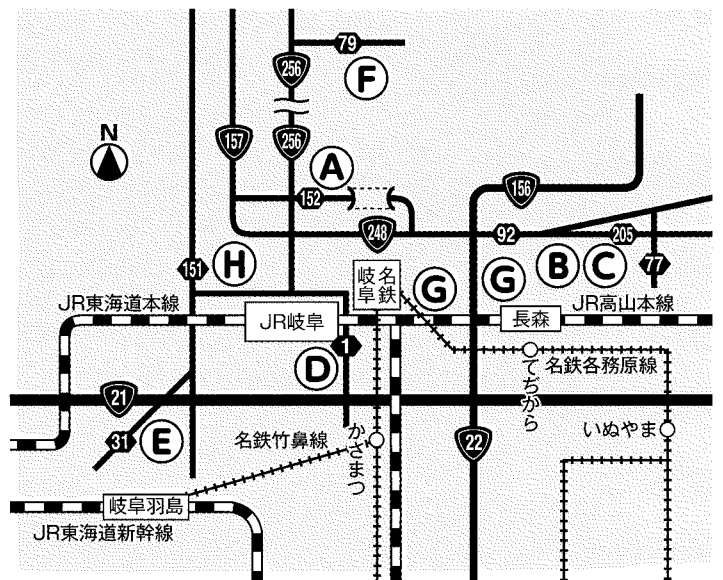 79
F
256
N
157
256
A
156
152
248
92
205
H
B
C
77
151
名鉄
岐阜
G
G
JR東海道本線
JR岐阜
長森
JR高山本線
1
D
てぢから
名鉄各務原線
21
31
E
名鉄竹鼻線
かさまつ
22
いぬやま
岐阜羽島
JR東海道新幹線